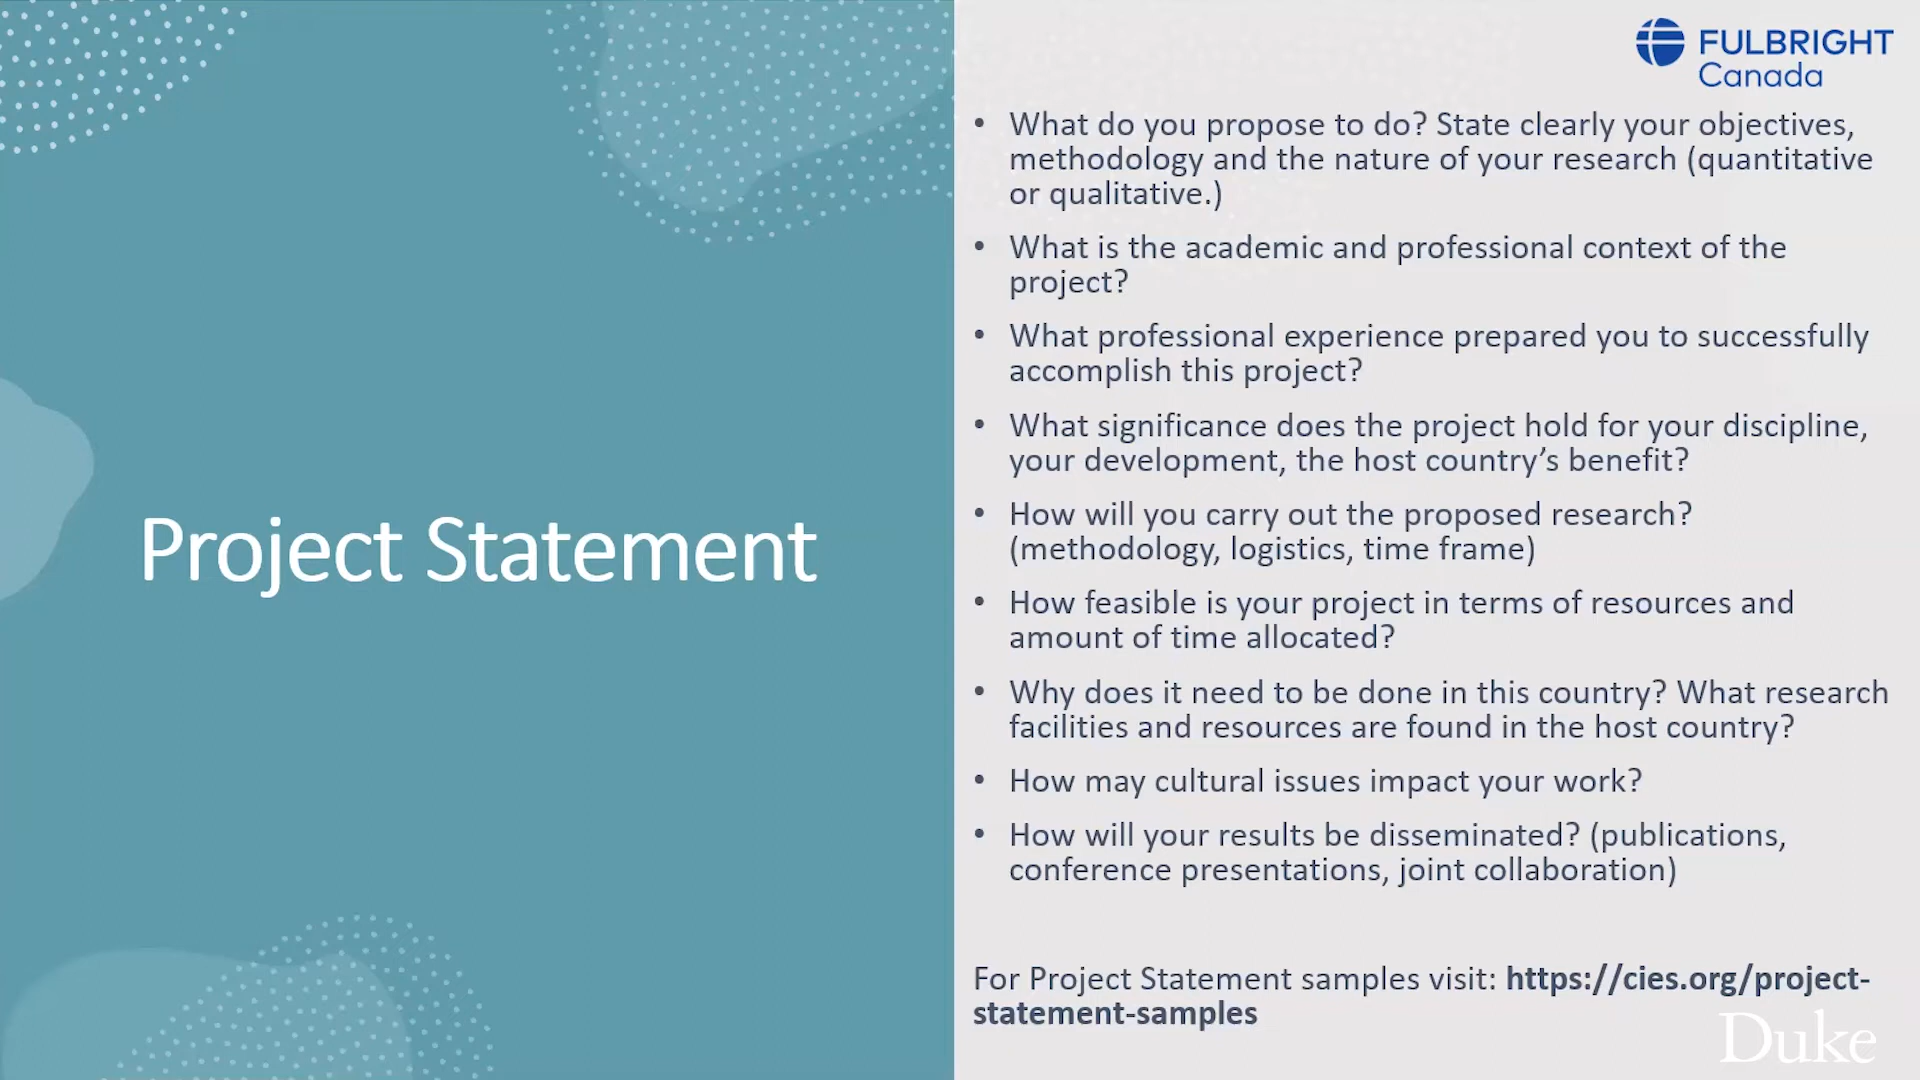 FULBRIGHT
Canada
Project Statement
• What do you propose to do? State clearly your objectives,
methodology and the nature of your research (quantitative
or qualitative.)
• What is the academic and professional context of the
project?
• What professional experience prepared you to successfully
accomplish this project?
• What significance does the project hold for your discipline,
your development, the host country’s benefit?
• How will you carry out the proposed research?
(methodology, logistics, time frame)
• How feasible is your project in terms of resources and
amount of time allocated?
• Why does it need to be done in this country? What research
facilities and resources are found in the host country?
• How may cultural issues impact your work?
• How will your results be disseminated? (publications,
conference presentations, joint collaboration)
For Project Statement samples visit: https://cies.org/project-
statement-samples
Duke